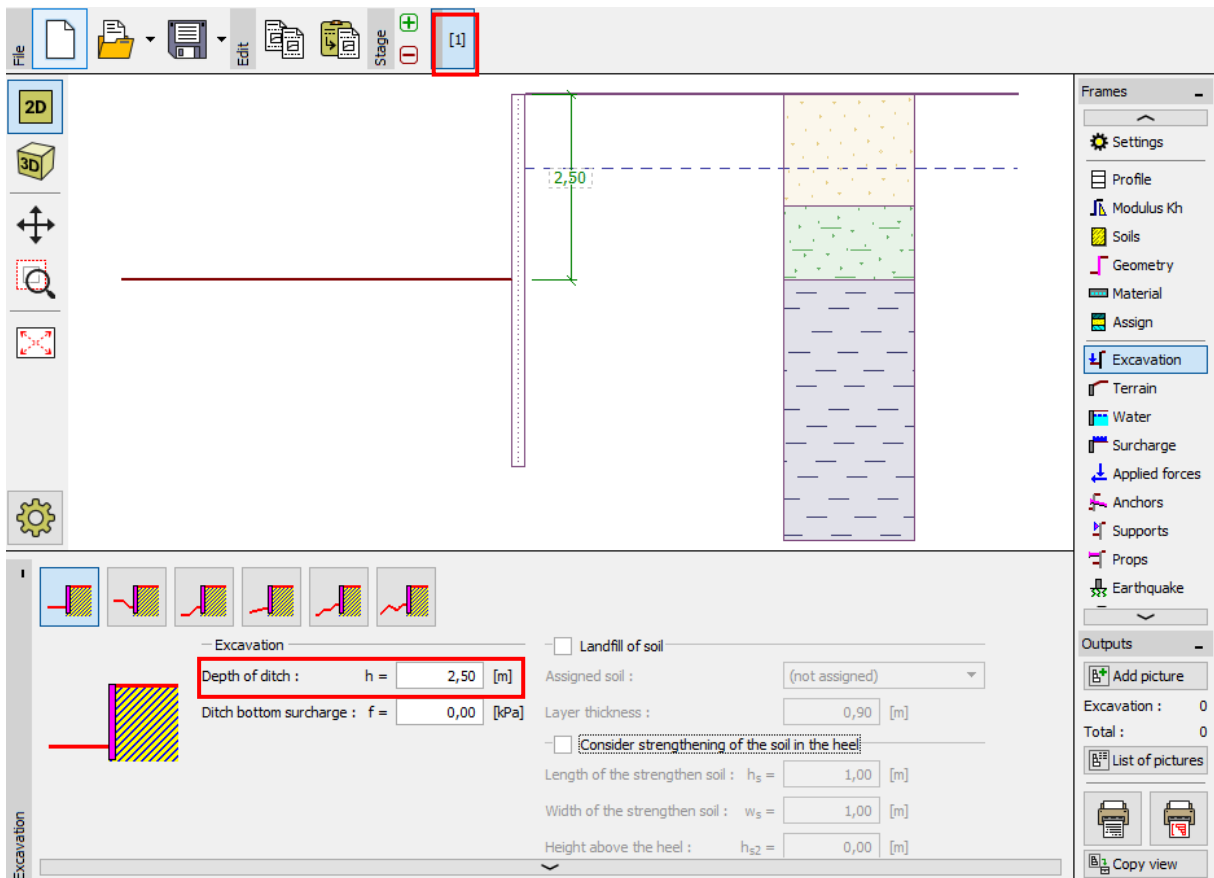 File
Edit
Stage
[1]
2D
3D
2,50
Frames
Settings
Profile
Modulus Kh
Soils
Geometry
Material
Assign
Excavation
Terrain
Water
Surcharge
Applied forces
Anchors
Supports
Props
Earthquake
Outputs
Add picture
Excavation : 0
Total : 0
List of pictures
Copy view
Excavation
Excavation
Depth of ditch : h = 2,50 [m]
Ditch bottom surcharge : f = 0,00 [kPa]
Landfill of soil
Assigned soil : (not assigned)
Layer thickness : 0,90 [m]
Consider strengthening of the soil in the heel
Length of the strengthen soil : hs = 1,00 [m]
Width of the strengthen soil : ws = 1,00 [m]
Height above the heel : hs2 = 0,00 [m]